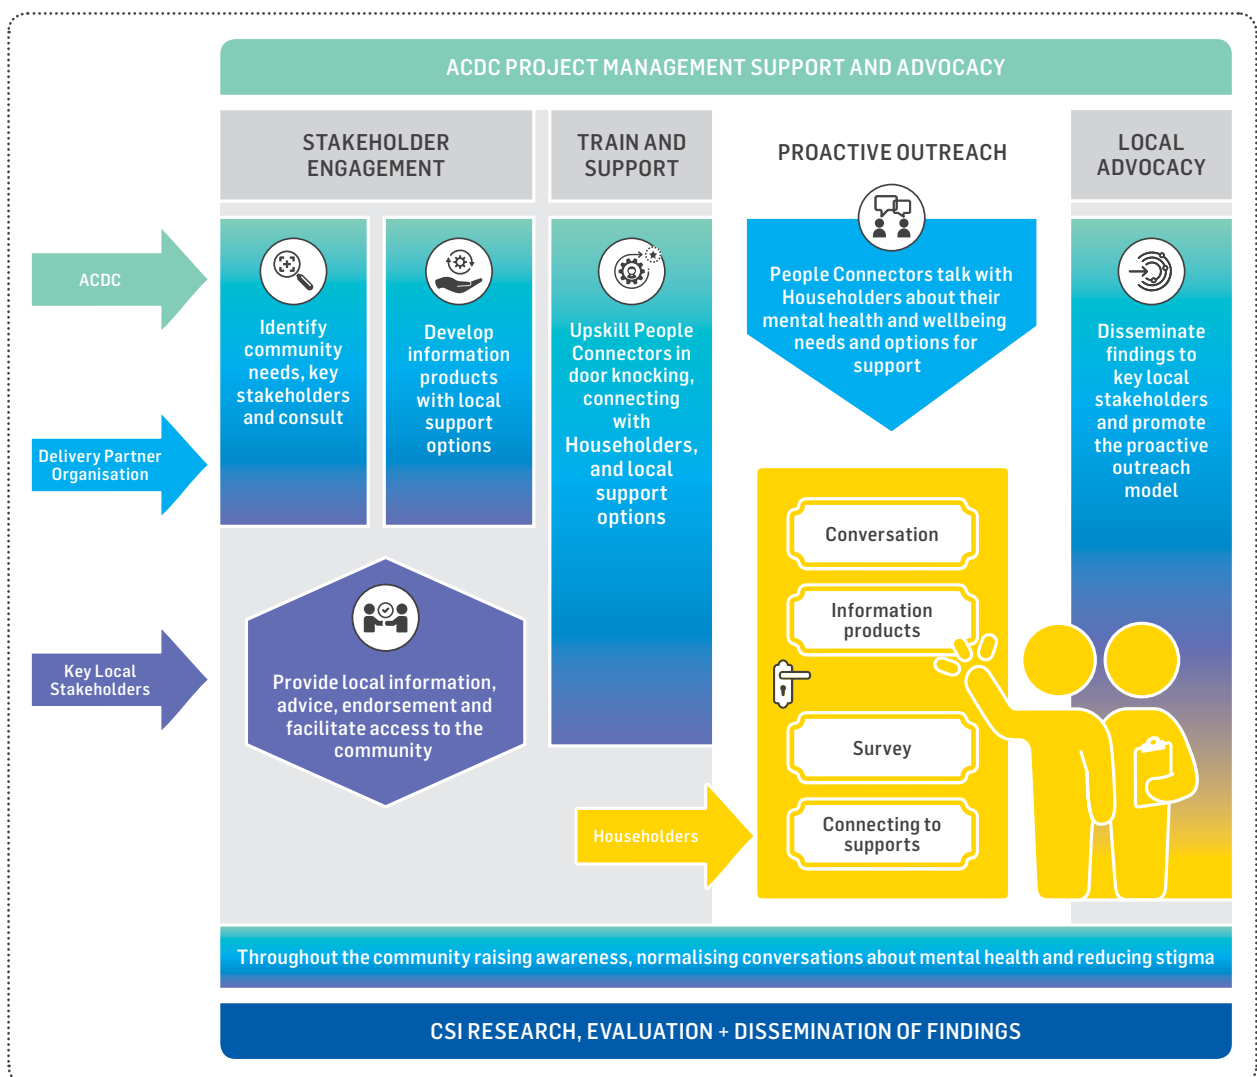 ACDC PROJECT MANAGEMENT SUPPORT AND ADVOCACY
STAKEHOLDER
ENGAGEMENT
TRAIN AND
SUPPORT
PROACTIVE OUTREACH
LOCAL
ADVOCACY
ACDC
Identify
community
needs, key
stakeholders
and consult
Develop
information
products
with local
support
options
Upskill People
Connectors in
door knocking,
connecting
with
Householders,
and local
support
options
People Connectors talk with
Householders about their
mental health and wellbeing
needs and options for
support
Disseminate
findings to
key local
stakeholders
and promote
the proactive
outreach
model
Delivery Partner
Organisation
Key Local
Stakeholders
Provide local information,
advice, endorsement and
facilitate access to the
community
Householders
Conversation
Information
products
Survey
Connecting to
supports
Throughout the community raising awareness, normalising conversations about mental health and reducing stigma
CSI RESEARCH, EVALUATION + DISSEMINATION OF FINDINGS